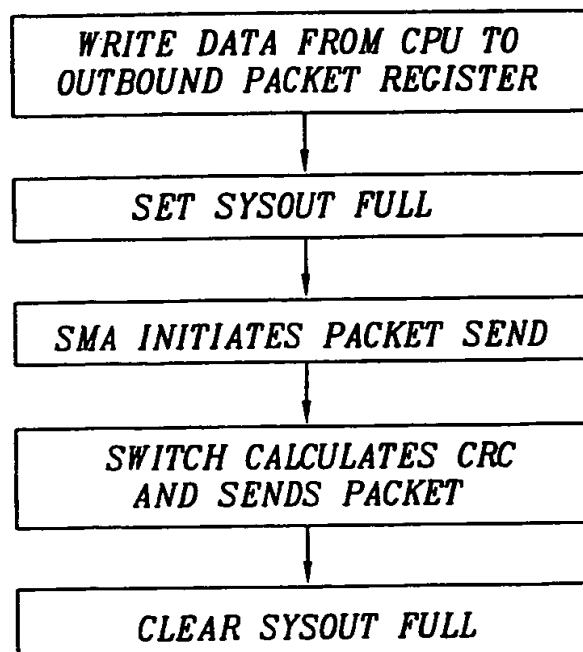 WRITE DATA FROM CPU TO
OUTBOUND PACKET REGISTER
SET SYSOUT FULL
SMA INITIATES PACKET SEND
SWITCH CALCULATES CRC
AND SENDS PACKET
CLEAR SYSOUT FULL